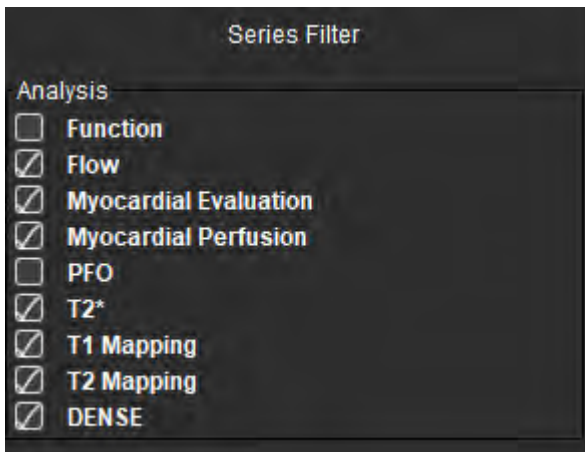 Series Filter
Analysis
Function
Flow
Myocardial Evaluation
Myocardial Perfusion
PFO
T2*
T1 Mapping
T2 Mapping
DENSE